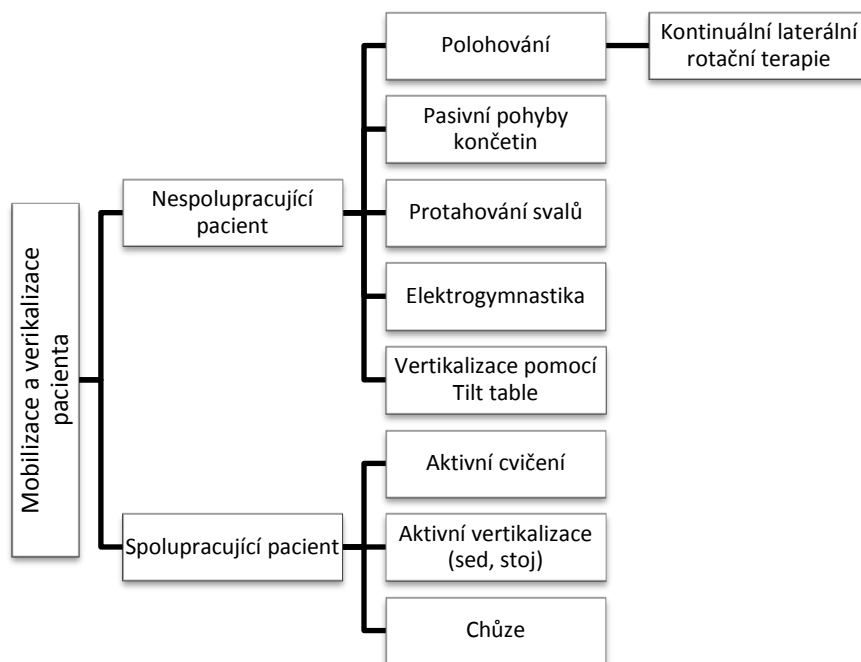 Mobilizace a verikalizace
pacienta
Nespolupracující
pacient
Polohování
Kontinuální laterální
rotační terapie
Pasivní pohyby
končetin
Protahování svalů
Elektrogymnastika
Vertikalizace pomocí
Tilt table
Spolupracující pacient
Aktivní cvičení
Aktivní vertikalizace
(sed, stoj)
Chůze